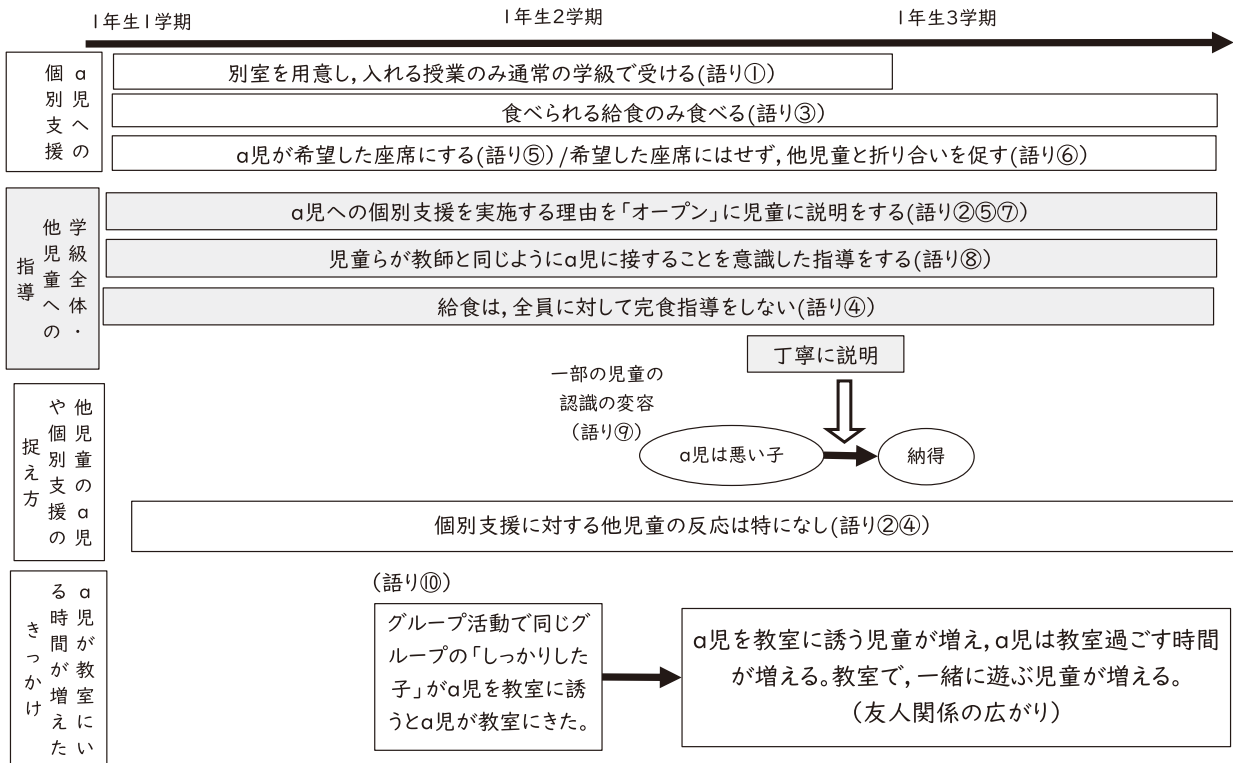 1年生1学期
1年生2学期
1年生3学期
a児への
個別支援
別室を用意し,入れる授業のみ通常の学級で受ける(語り①)
食べられる給食のみ食べる(語り③)
a児が希望した座席にする(語り⑤)/希望した座席にはせず,他児童と折り合いを促す(語り⑥)
学級全体・
他児童への
指導
a児への個別支援を実施する理由を「オープン」に児童に説明をする(語り②⑤⑦)
児童らが教師と同じようにa児に接することを意識した指導をする(語り⑧)
給食は,全員に対して完食指導をしない(語り④)
丁寧に説明
他児童のa児
や個別支援の
捉え方
一部の児童の
認識の変容
(語り⑨)
a児は悪い子
納得
個別支援に対する他児童の反応は特になし(語り②④)
a児が教室にい
る時間が増えた
きっかけ
(語り⑩)
グループ活動で同じグ
ループの「しっかりした
子」がa児を教室に誘
うとa児が教室にきた。
a児を教室に誘う児童が増え,a児は教室過ごす時間
が増える。教室で,一緒に遊ぶ児童が増える。
(友人関係の広がり)